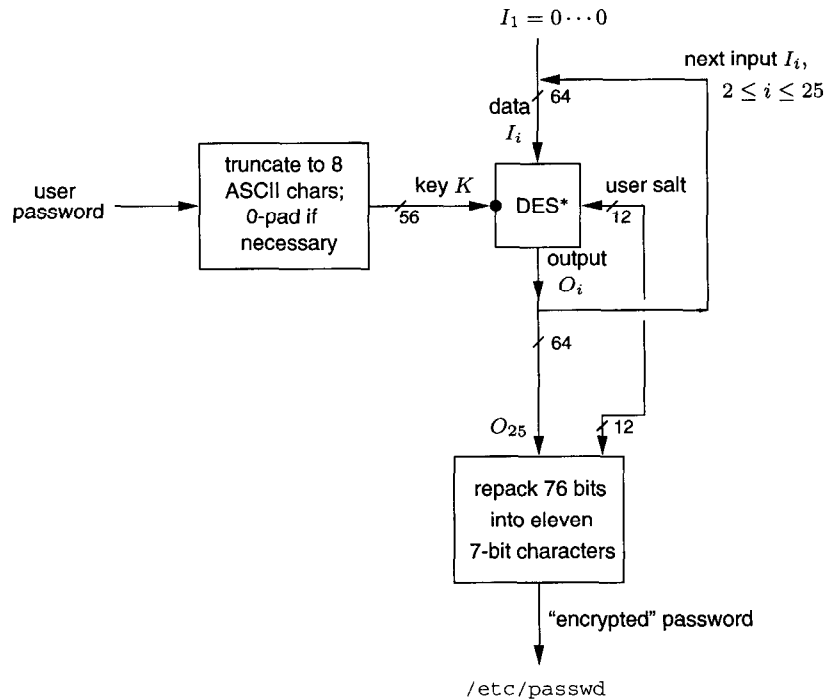 I₁ = 0 ··· 0
next input Iᵢ,
2 ≤ i ≤ 25
64
data
Iᵢ
truncate to 8
ASCII chars;
0-pad if
necessary
user
password
key K
56
DES*
user salt
12
output
Oᵢ
64
O₂₅
12
repack 76 bits
into eleven
7-bit characters
"encrypted" password
/etc/passwd